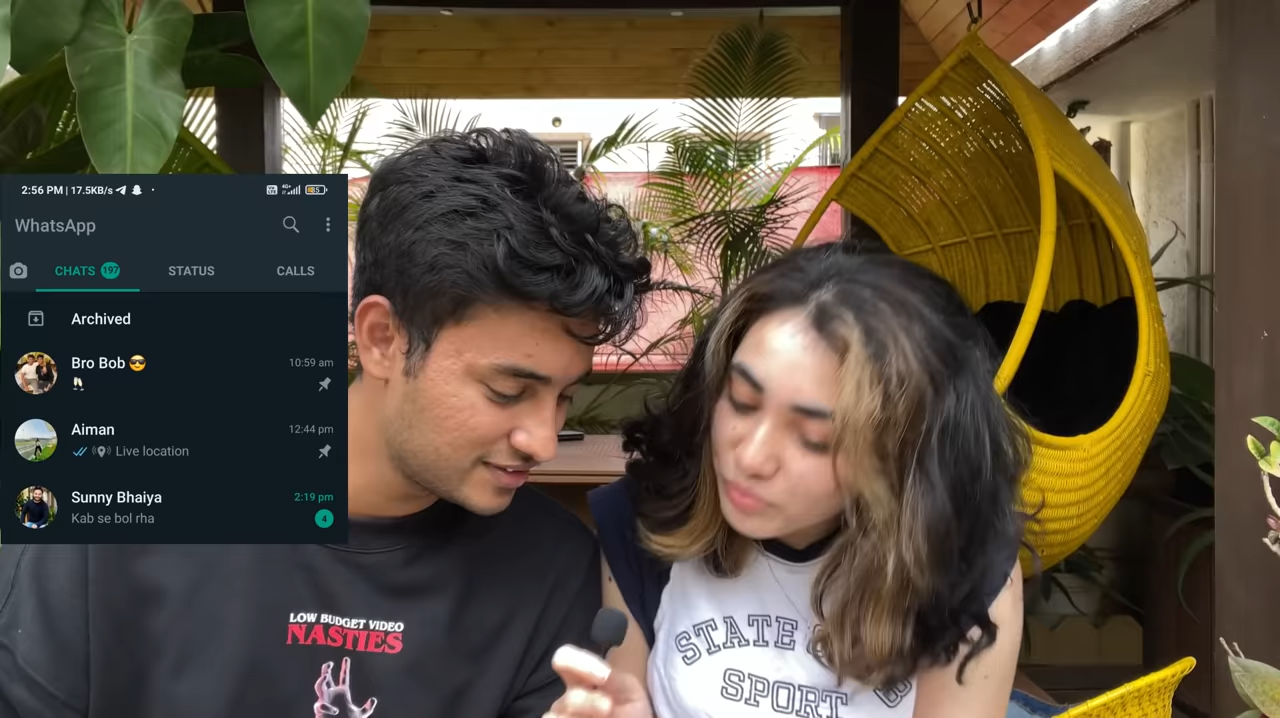 2:56 PM | 17.5KB/s
WhatsApp
CHATS 197 STATUS CALLS
Archived
Bro Bob 😎 10:59 am
🥂
Aiman 12:44 pm
Live location
Sunny Bhaiya 2:19 pm
Kab se bol rha 4
LOW BUDGET VIDEO
NASTIES
STATE
SPORT